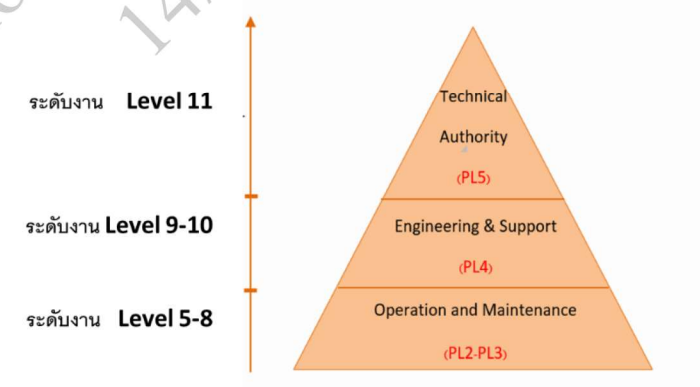 ระดับงาน Level 11
Technical
Authority
(PL5)
ระดับงาน Level 9-10
Engineering & Support
(PL4)
ระดับงาน Level 5-8
Operation and Maintenance
(PL2-PL3)